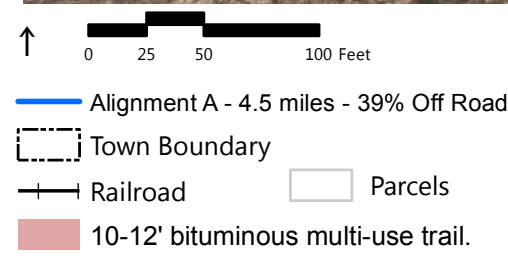 0 25 50 100 Feet
Alignment A - 4.5 miles - 39% Off Road
Town Boundary
Railroad Parcels
10-12' bituminous multi-use trail.